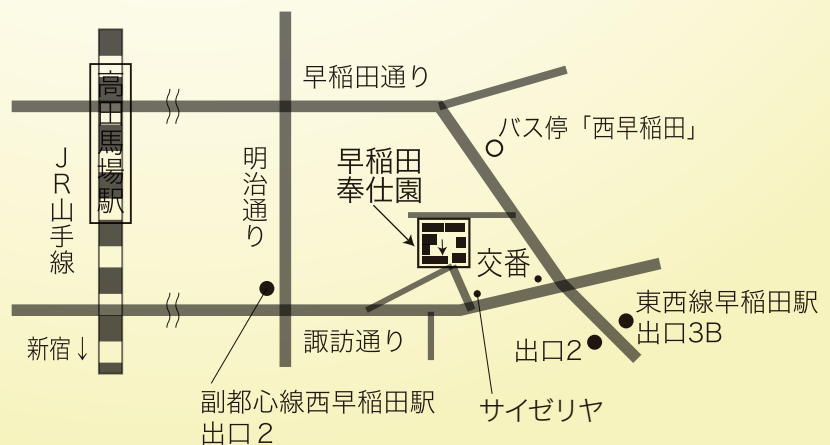 早稲田通り
高田馬場駅
バス停「西早稲田」
JR山手線
明治通り
早稲田
奉仕園
交番
東西線早稲田駅
出口3B
新宿↓
諏訪通り
出口2
副都心線西早稲田駅
出口2
サイゼリヤ